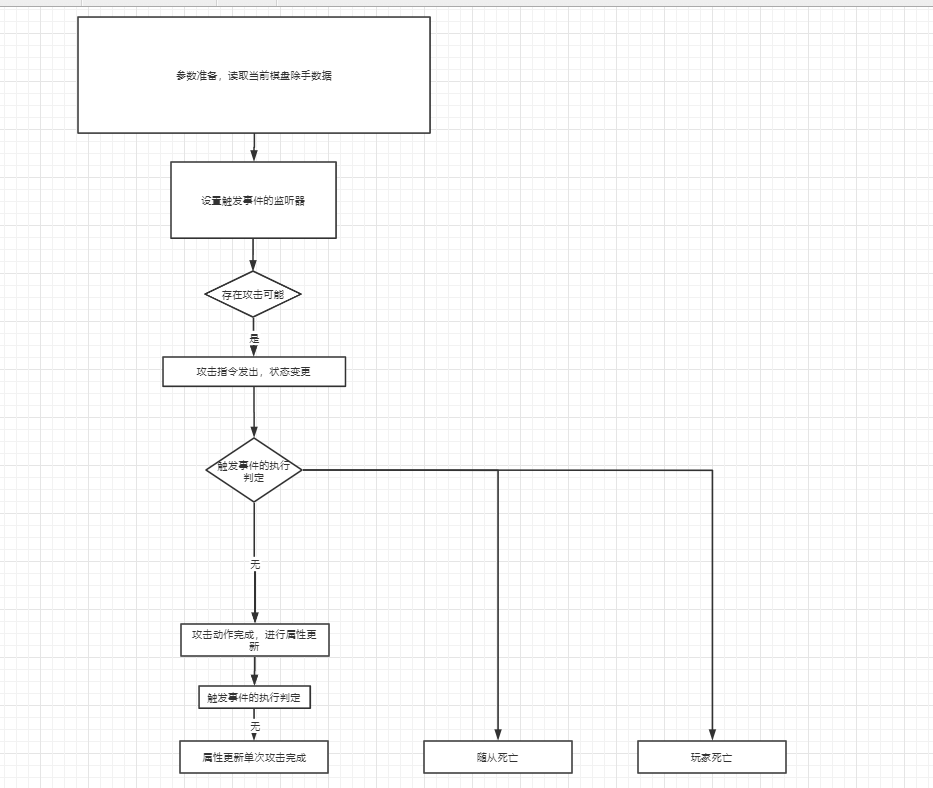 参数准备，读取当前棋盘除手数据
设置触发事件的监听器
存在攻击可能
是
攻击指令发出，状态变更
触发事件的执行
判定
无
攻击动作完成，进行属性更
新
触发事件的执行判定
无
属性更新单次攻击完成
随从死亡
玩家死亡